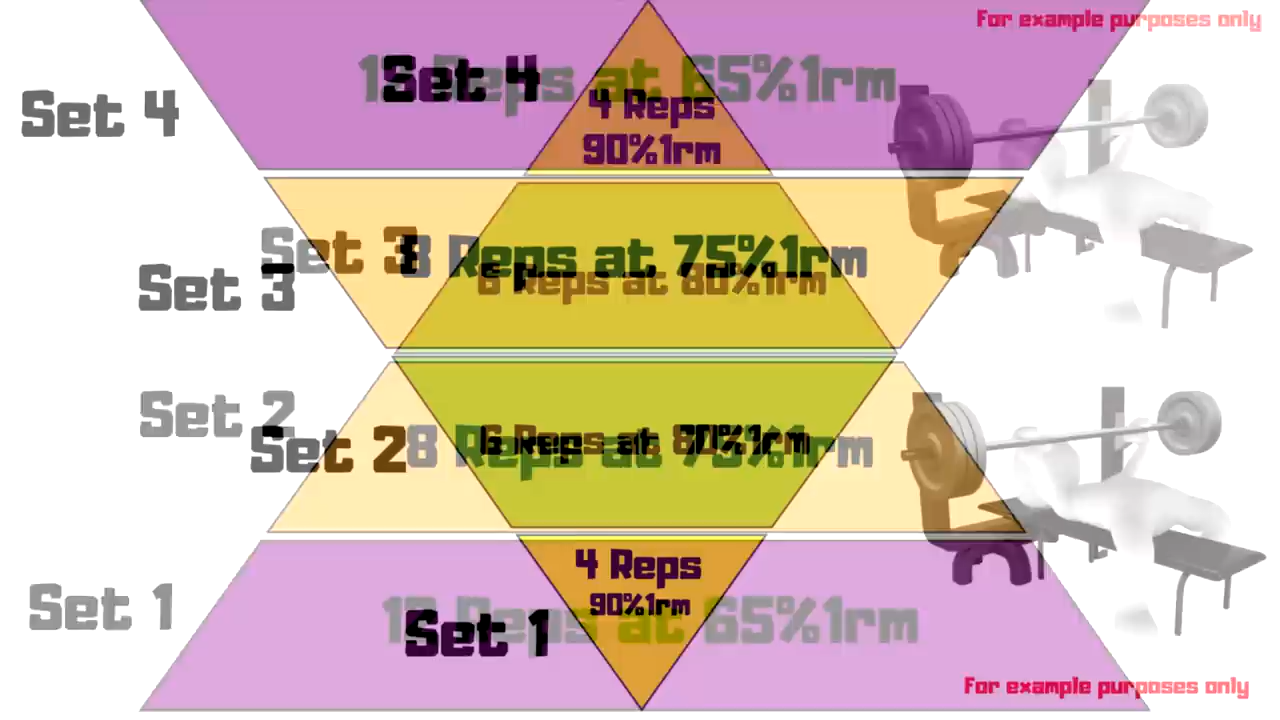 For example purposes only
Set 4
Reps at 65%1rm
4 Reps
90%1rm
Set 4
Set 3
8 Reps at 75%1rm
6 Reps at 80%1rm
Set 3
Set 2
6 Reps at 80%1rm
Set 2
8 Reps at 75%1rm
4 Reps
90%1rm
Set 1
at 65%1rm
Set 1
For example purposes only